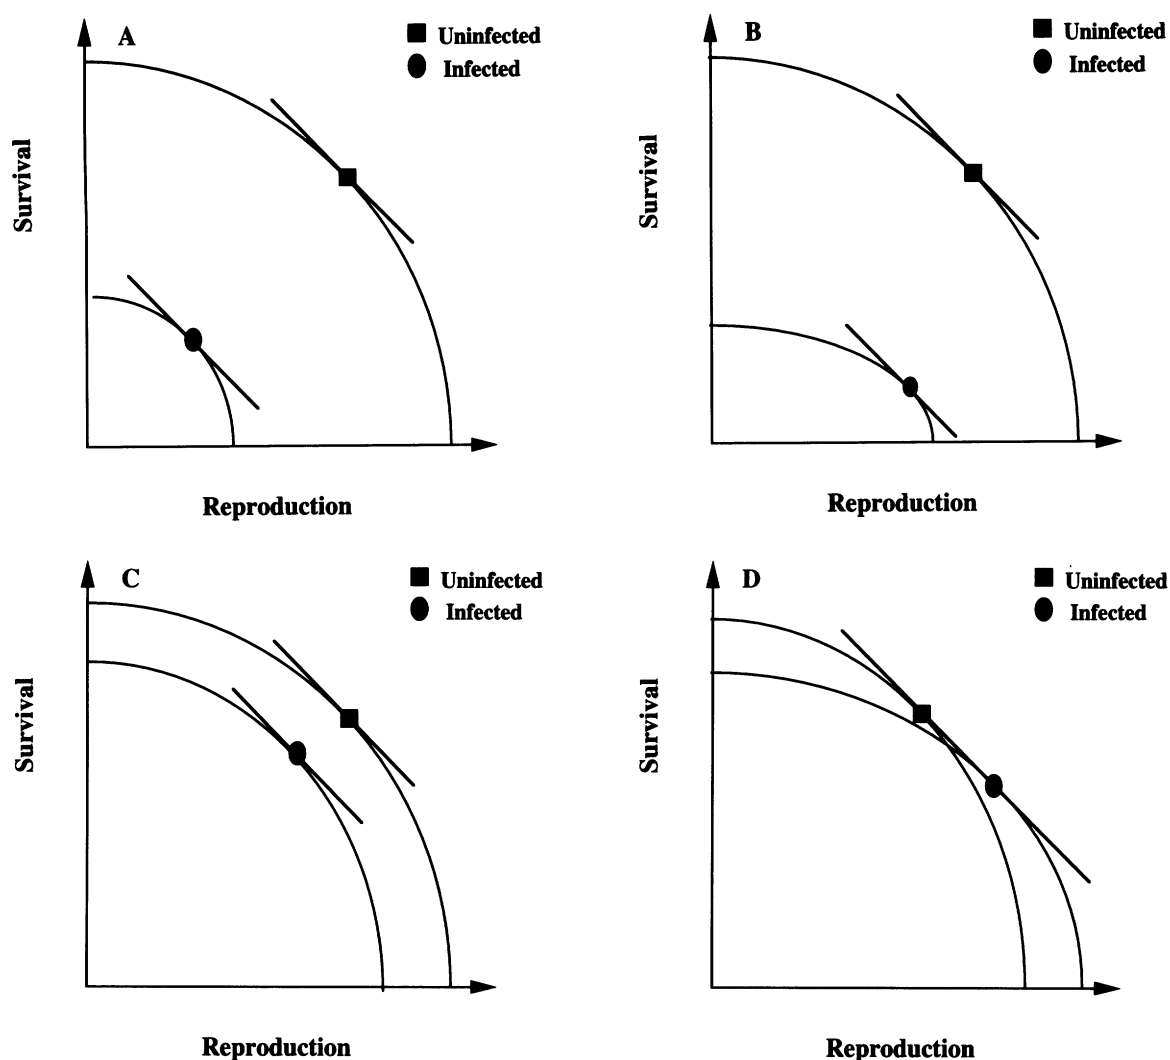 A
Uninfected
Infected
Survival
Reproduction
B
Uninfected
Infected
Survival
Reproduction
C
Uninfected
Infected
Survival
Reproduction
D
Uninfected
Infected
Survival
Reproduction